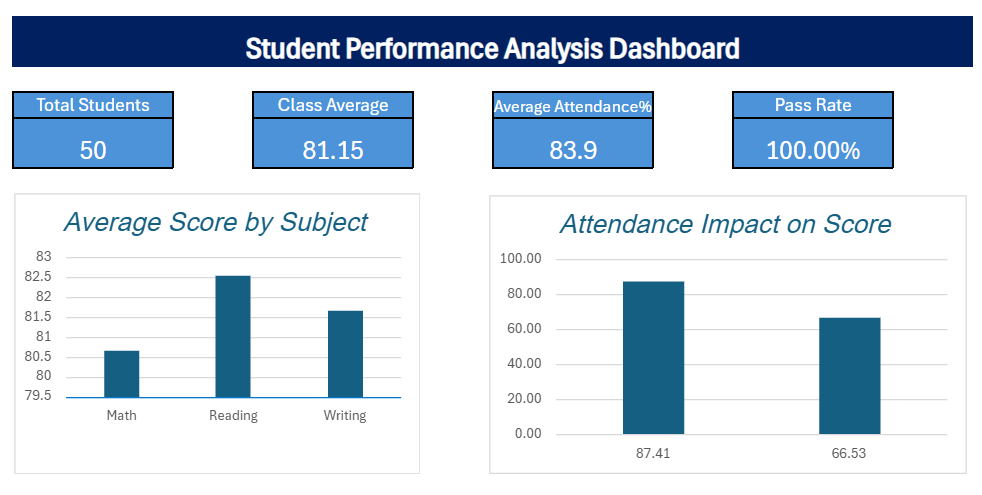 Student Performance Analysis Dashboard
Total Students
50
Class Average
81.15
Average Attendance%
83.9
Pass Rate
100.00%
Average Score by Subject
83
82.5
82
81.5
81
80.5
80
79.5
Math Reading Writing
Attendance Impact on Score
100.00
80.00
60.00
40.00
20.00
0.00
87.41 66.53